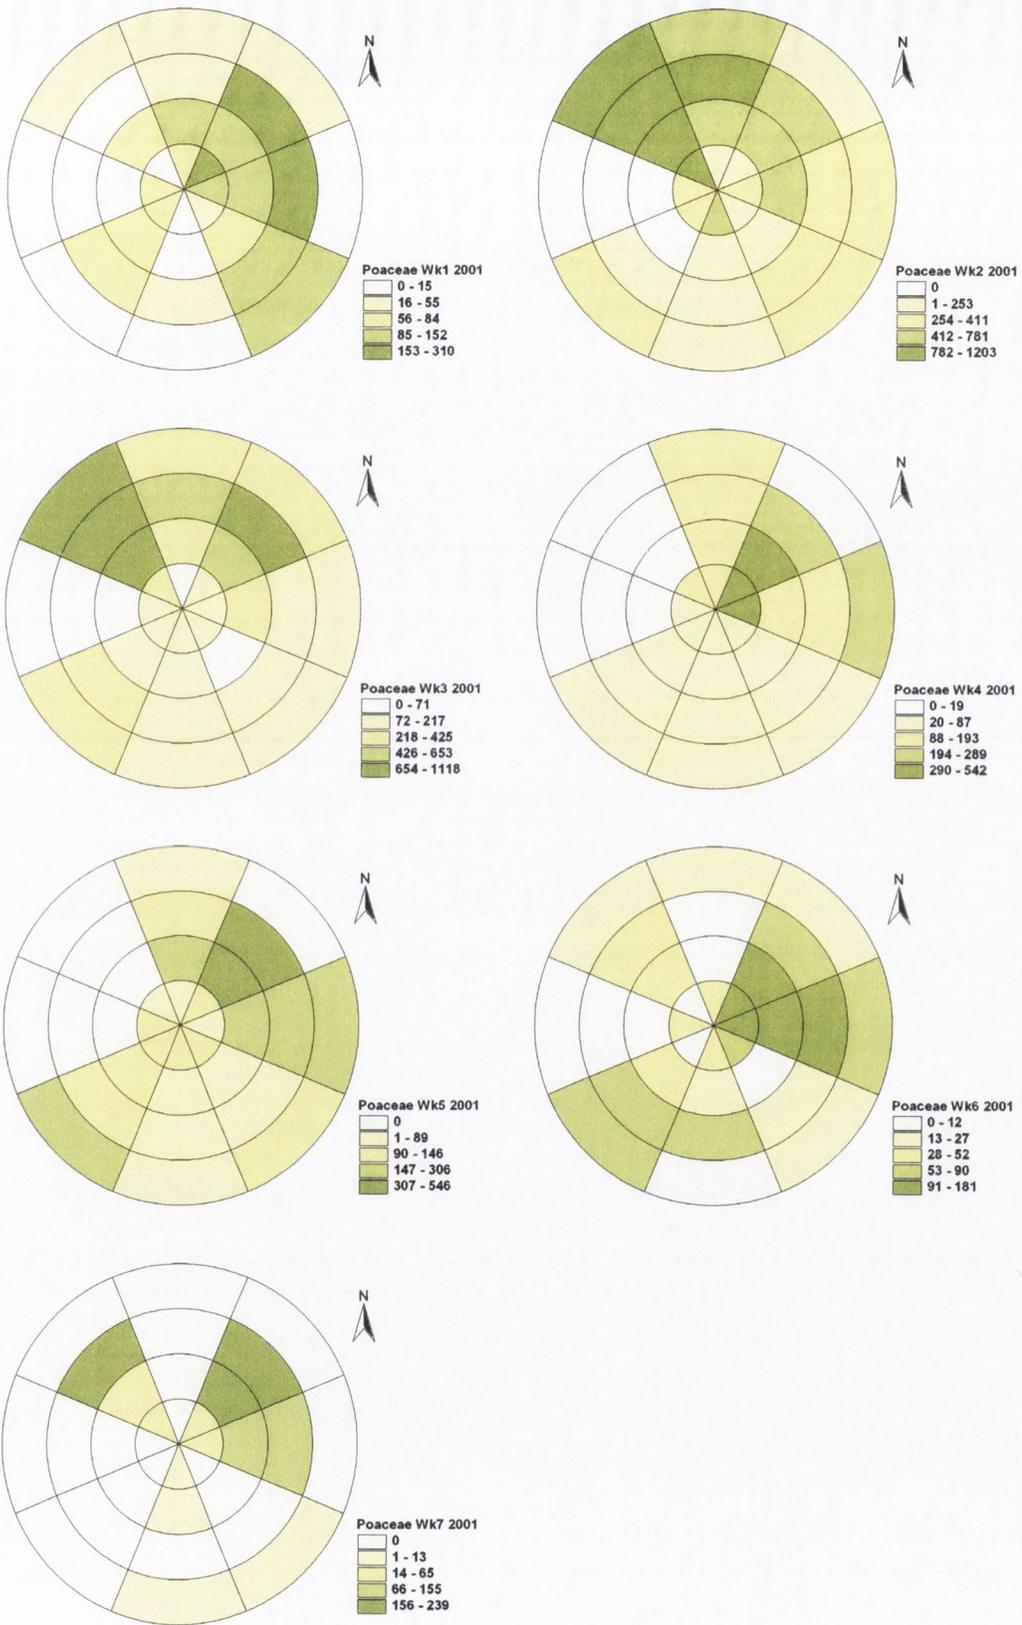 N
Poaceae Wk1 2001
0 - 15
16 - 55
56 - 84
85 - 152
153 - 310
N
Poaceae Wk2 2001
0
1 - 253
254 - 411
412 - 781
782 - 1203
N
Poaceae Wk3 2001
0 - 71
72 - 217
218 - 425
426 - 653
654 - 1118
N
Poaceae Wk4 2001
0 - 19
20 - 87
88 - 193
194 - 289
290 - 542
N
Poaceae Wk5 2001
0
1 - 89
90 - 146
147 - 306
307 - 546
N
Poaceae Wk6 2001
0 - 12
13 - 27
28 - 52
53 - 90
91 - 181
N
Poaceae Wk7 2001
0
1 - 13
14 - 65
66 - 155
156 - 239